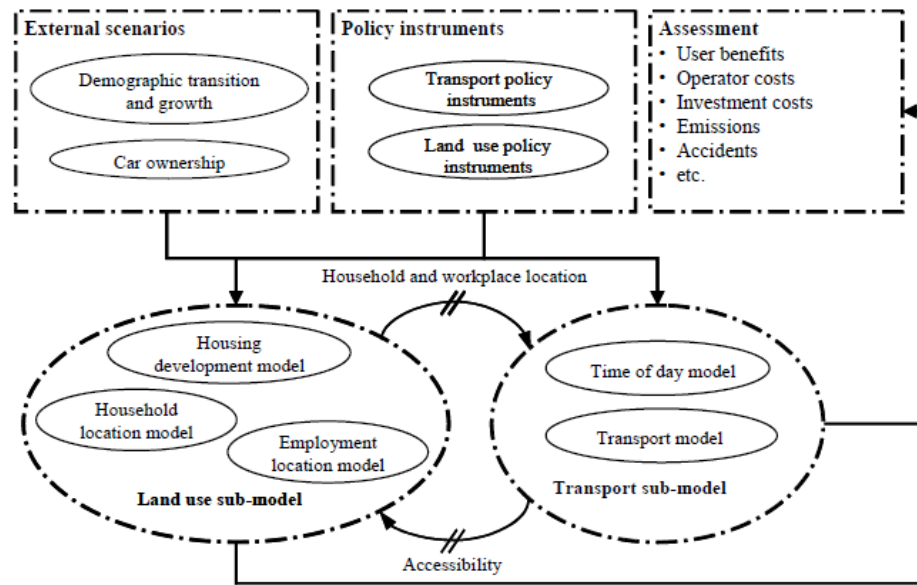 External scenarios
Demographic transition
and growth
Car ownership
Policy instruments
Transport policy
instruments
Land use policy
instruments
Assessment
• User benefits
• Operator costs
• Investment costs
• Emissions
• Accidents
• etc.
Household and workplace location
Housing
development model
Household
location model
Employment
location model
Land use sub-model
Time of day model
Transport model
Transport sub-model
Accessibility